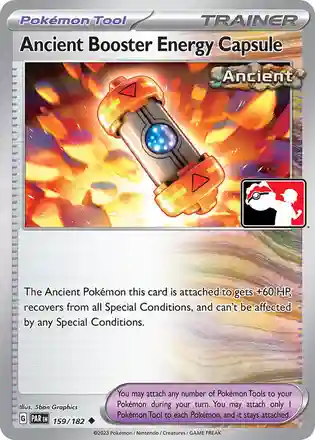 Pokémon Tool TRAINER
Ancient Booster Energy Capsule
Ancient
The Ancient Pokémon this card is attached to gets +60 HP,
recovers from all Special Conditions, and can't be affected
by any Special Conditions.
You may attach any number of Pokémon Tools to your
Pokémon during your turn. You may attach only 1
Pokémon Tool to each Pokémon, and it stays attached.
Illus. 5ban Graphics
G PAR EN 159/182
©2023 Pokémon / Nintendo / Creatures / GAME FREAK